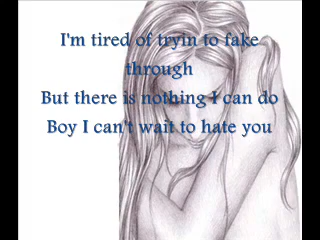 I'm tired of tryin to fake
through
But there is nothing I can do
Boy I can't wait to hate you